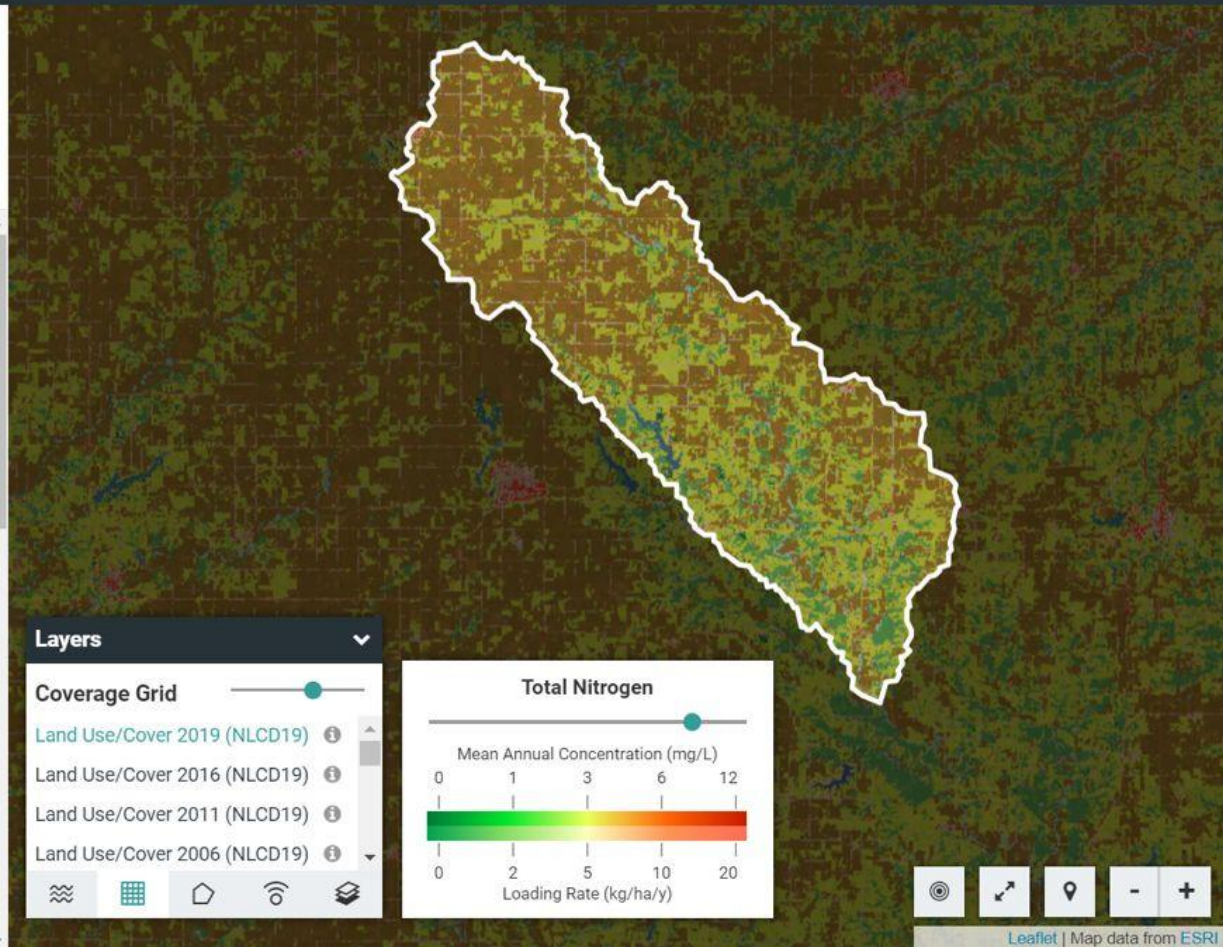 Layers
Coverage Grid
Land Use/Cover 2019 (NLCD19)
Land Use/Cover 2016 (NLCD19)
Land Use/Cover 2011 (NLCD19)
Land Use/Cover 2006 (NLCD19)
Total Nitrogen
Mean Annual Concentration (mg/L)
0 1 3 6 12
0 2 5 10 20
Loading Rate (kg/ha/y)
- +
Leaflet | Map data from ESRI